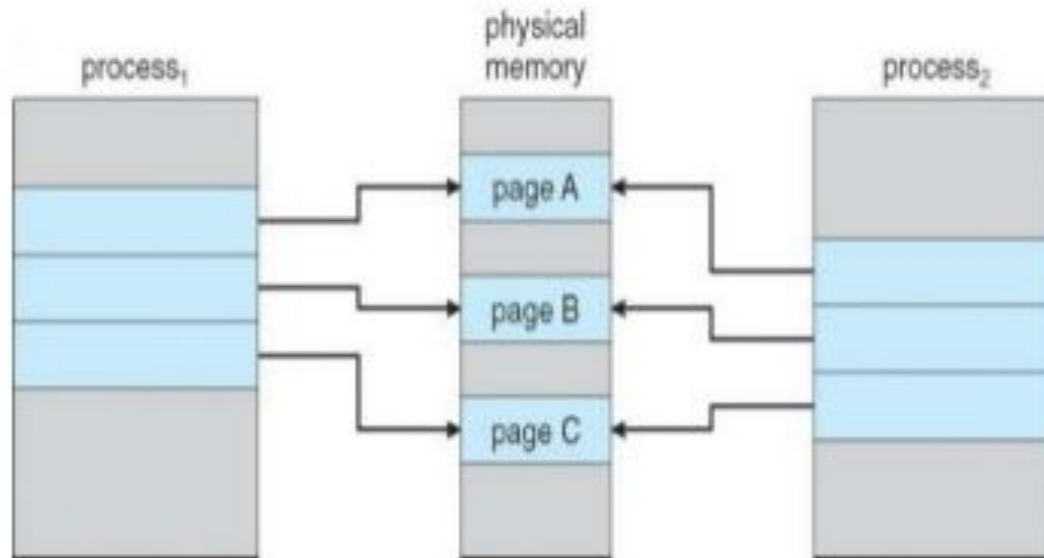 process₁
physical
memory
process₂
page A
page B
page C